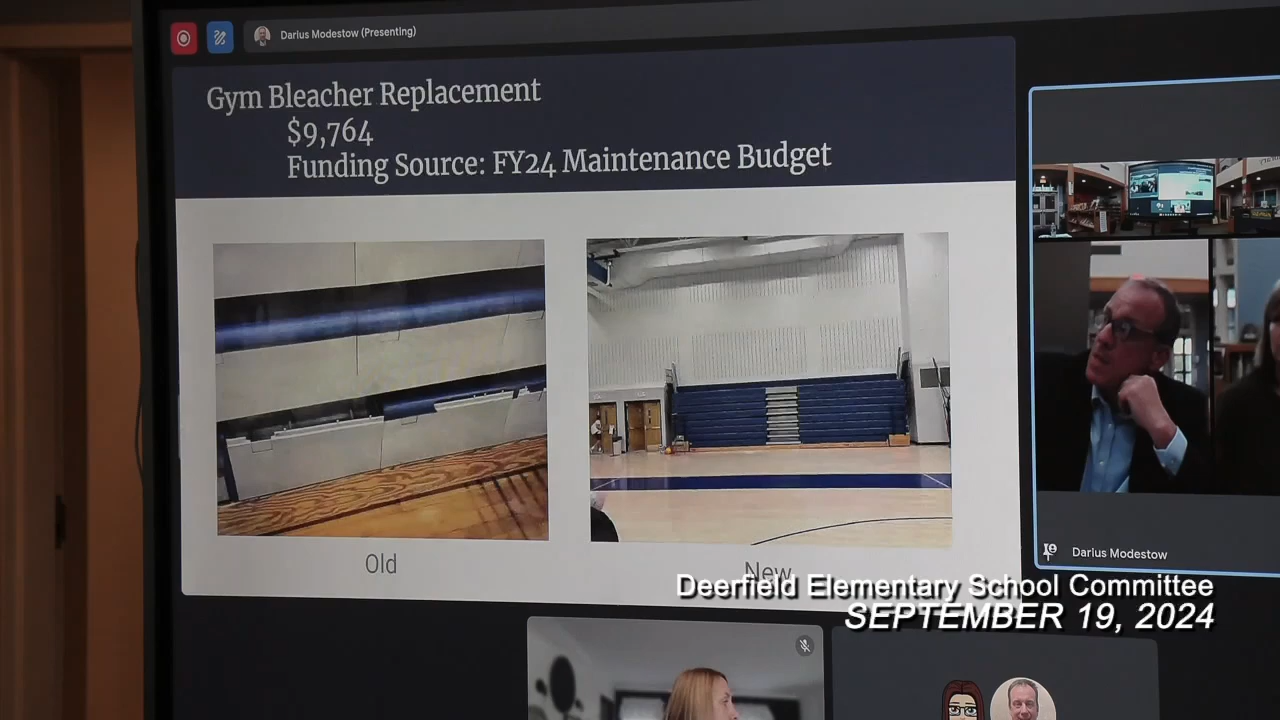 Darius Modestow (Presenting)
Gym Bleacher Replacement
$9,764
Funding Source: FY24 Maintenance Budget
Old
New
Darius Modestow
Deerfield Elementary School Committee
SEPTEMBER 19, 2024